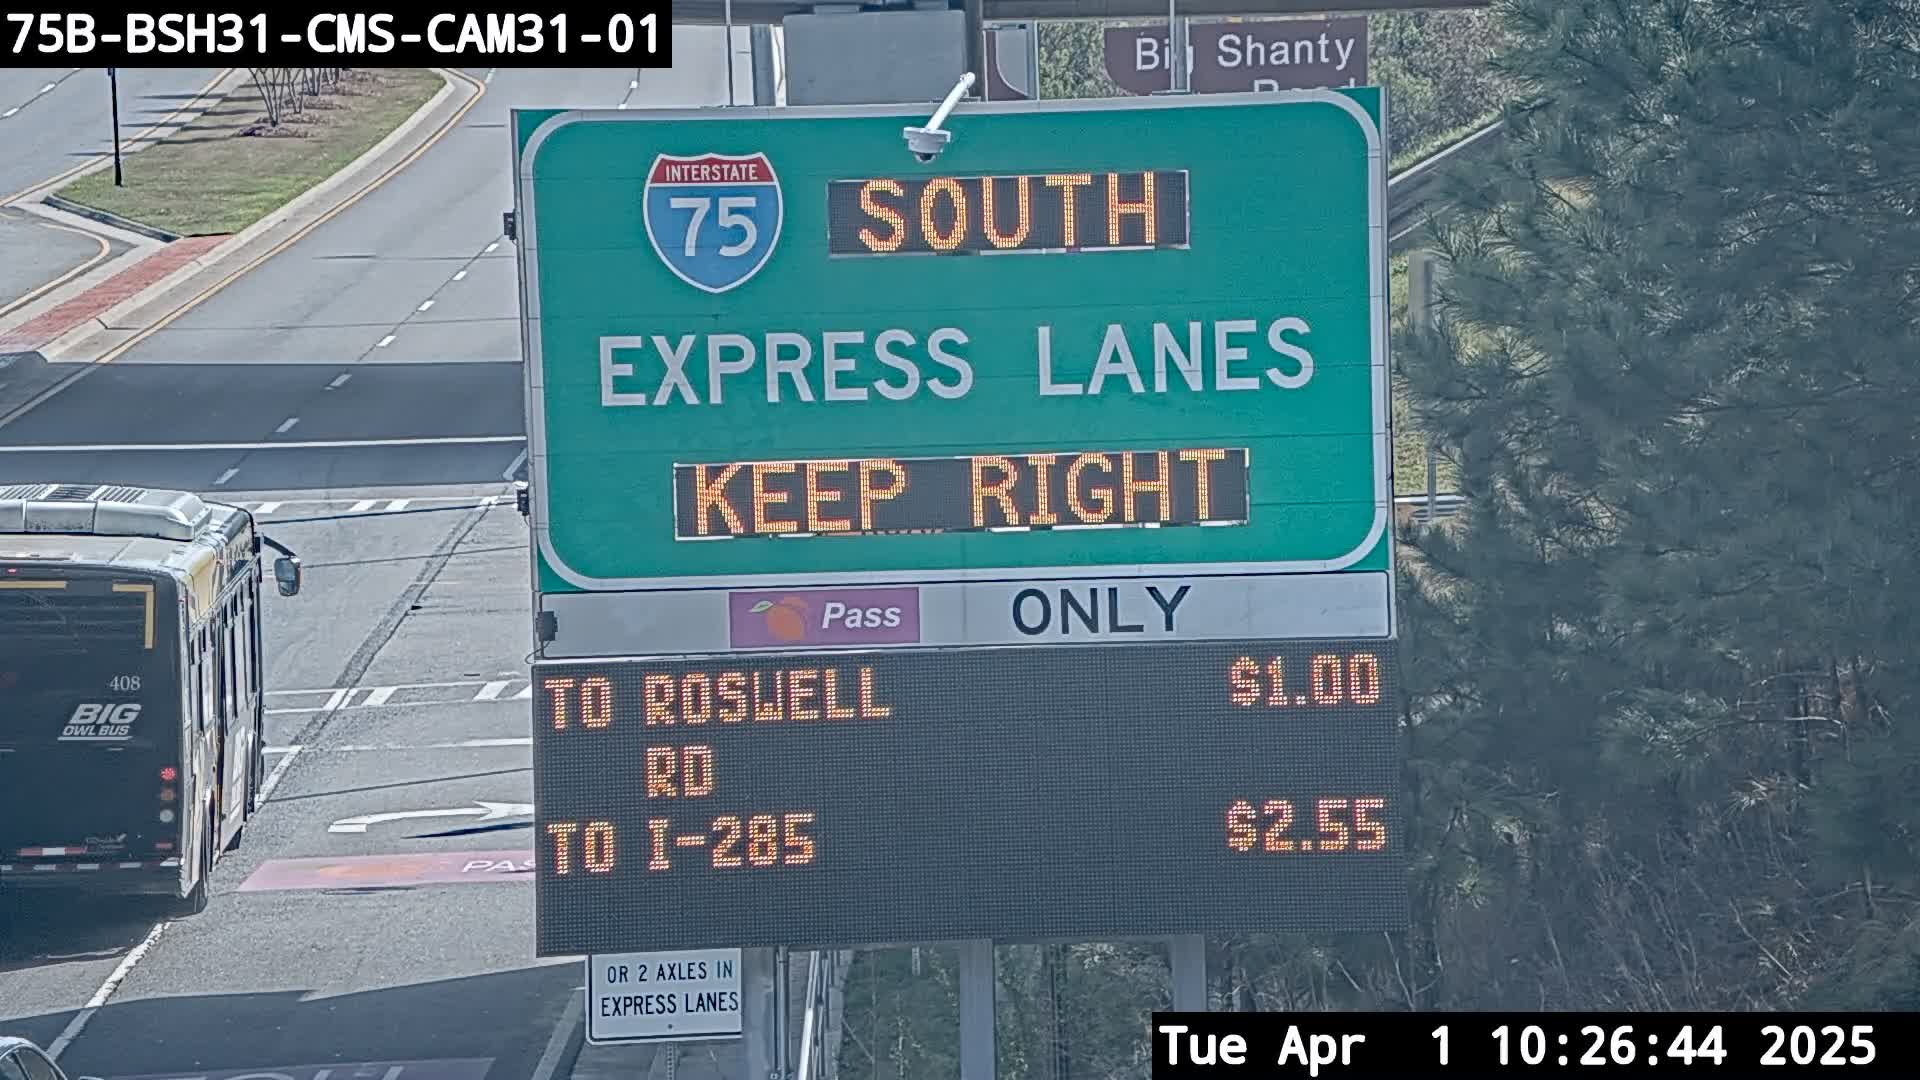 75B-BSH31-CMS-CAM31-01
Big Shanty
INTERSTATE
75
SOUTH
EXPRESS LANES
KEEP RIGHT
Pass ONLY
TO ROSWELL $1.00
RD
TO I-285 $2.55
408
BIG
OWL BUS
OR 2 AXLES IN
EXPRESS LANES
Tue Apr 1 10:26:44 2025